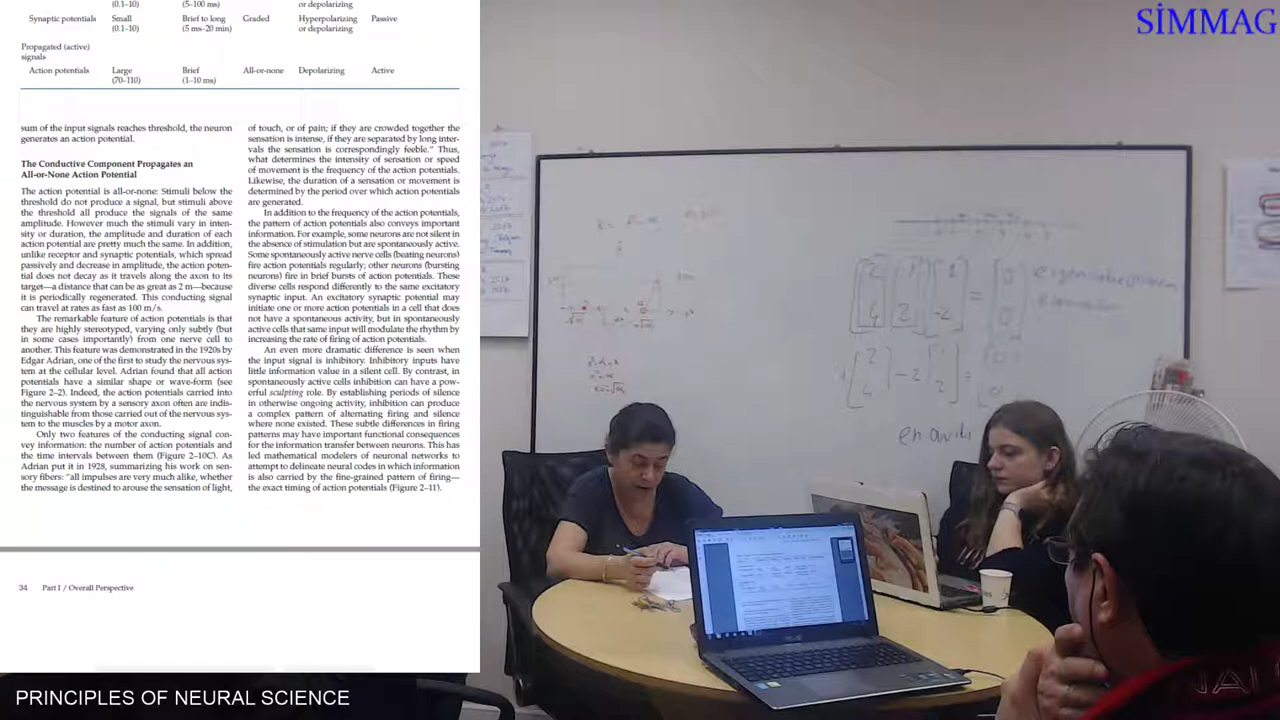 SİMMAG
(0.1–10) (5–100 ms) or depolarizing
Synaptic potentials Small Brief to long Graded Hyperpolarizing Passive
(0.1–10) (5 ms–20 min) or depolarizing
Propagated (active)
signals
Action potentials Large Brief All-or-none Depolarizing Active
(70–110) (1–10 ms)
sum of the input signals reaches threshold, the neuron
generates an action potential.
The Conductive Component Propagates an
All-or-None Action Potential
The action potential is all-or-none: Stimuli below the
threshold do not produce a signal, but stimuli above
the threshold all produce the signals of the same
amplitude. However much the stimuli vary in inten-
sity or duration, the amplitude and duration of each
action potential are pretty much the same. In addition,
unlike receptor and synaptic potentials, which spread
passively and decrease in amplitude, the action poten-
tial does not decay as it travels along the axon to its
target—a distance that can be as great as 2 m—because
it is periodically regenerated. This conducting signal
can travel at rates as fast as 100 m/s.
The remarkable feature of action potentials is that
they are highly stereotyped, varying only subtly (but
in some cases importantly) from one nerve cell to
another. This feature was demonstrated in the 1920s by
Edgar Adrian, one of the first to study the nervous sys-
tem at the cellular level. Adrian found that all action
potentials have a similar shape or wave-form (see
Figure 2–2). Indeed, the action potentials carried into
the nervous system by a sensory axon often are indis-
tinguishable from those carried out of the nervous sys-
tem to the muscles by a motor axon.
Only two features of the conducting signal con-
vey information: the number of action potentials and
the time intervals between them (Figure 2–10C). As
Adrian put it in 1928, summarizing his work on sen-
sory fibers: "all impulses are very much alike, whether
the message is destined to arouse the sensation of light,
of touch, or of pain; if they are crowded together the
sensation is intense, if they are separated by long inter-
vals the sensation is correspondingly feeble." Thus,
what determines the intensity of sensation or speed
of movement is the frequency of the action potentials.
Likewise, the duration of a sensation or movement is
determined by the period over which action potentials
are generated.
In addition to the frequency of the action potentials,
the pattern of action potentials also conveys important
information. For example, some neurons are not silent in
the absence of stimulation but are spontaneously active.
Some spontaneously active nerve cells (beating neurons)
fire action potentials regularly; other neurons (bursting
neurons) fire in brief bursts of action potentials. These
diverse cells respond differently to the same excitatory
synaptic input. An excitatory synaptic potential may
initiate one or more action potentials in a cell that does
not have a spontaneous activity, but in spontaneously
active cells that same input will modulate the rhythm by
increasing the rate of firing of action potentials.
An even more dramatic difference is seen when
the input signal is inhibitory. Inhibitory inputs have
little information value in a silent cell. By contrast, in
spontaneously active cells inhibition can have a pow-
erful sculpting role. By establishing periods of silence
in otherwise ongoing activity, inhibition can produce
a complex pattern of alternating firing and silence
where none existed. These subtle differences in firing
patterns may have important functional consequences
for the information transfer between neurons. This has
led mathematical modelers of neuronal networks to
attempt to delineate neural codes in which information
is also carried by the fine-grained pattern of firing—
the exact timing of action potentials (Figure 2–11).
34 Part I / Overall Perspective
PRINCIPLES OF NEURAL SCIENCE